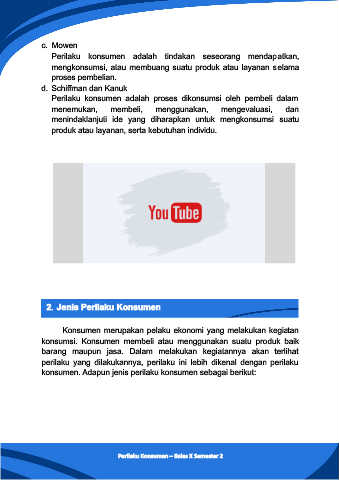 c. Mowen
Perilaku konsumen adalah tindakan seseorang mendapatkan,
mengkonsumsi, atau membuang suatu produk atau layanan selama
proses pembelian.
d. Schiffman dan Kanuk
Perilaku konsumen adalah proses dikonsumsi oleh pembeli dalam
menemukan, membeli, menggunakan, mengevaluasi, dan
menindaklanjuti ide yang diharapkan untuk mengkonsumsi suatu
produk atau layanan, serta kebutuhan individu.
YouTube
2. Jenis Perilaku Konsumen
Konsumen merupakan pelaku ekonomi yang melakukan kegiatan
konsumsi. Konsumen membeli atau menggunakan suatu produk baik
barang maupun jasa. Dalam melakukan kegiatannya akan terlihat
perilaku yang dilakukannya, perilaku ini lebih dikenal dengan perilaku
konsumen. Adapun jenis perilaku konsumen sebagai berikut:
Perilaku Konsumen – Kelas X Semester 2